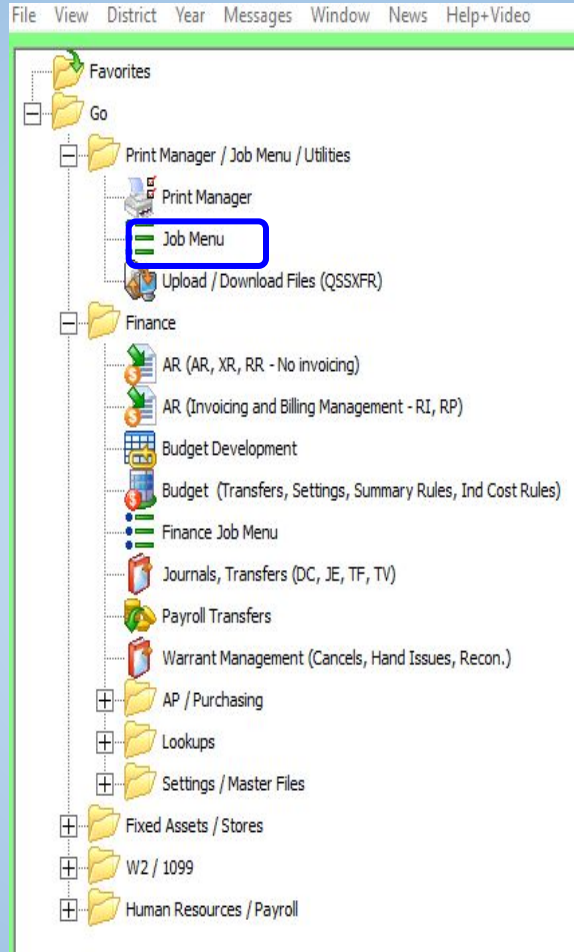 File View District Year Messages Window News Help+Video
Favorites
Go
Print Manager / Job Menu / Utilities
Print Manager
Job Menu
Upload / Download Files (QSSXFR)
Finance
AR (AR, XR, RR - No invoicing)
AR (Invoicing and Billing Management - RI, RP)
Budget Development
Budget (Transfers, Settings, Summary Rules, Ind Cost Rules)
Finance Job Menu
Journals, Transfers (DC, JE, TF, TV)
Payroll Transfers
Warrant Management (Cancels, Hand Issues, Recon.)
AP / Purchasing
Lookups
Settings / Master Files
Fixed Assets / Stores
W2 / 1099
Human Resources / Payroll